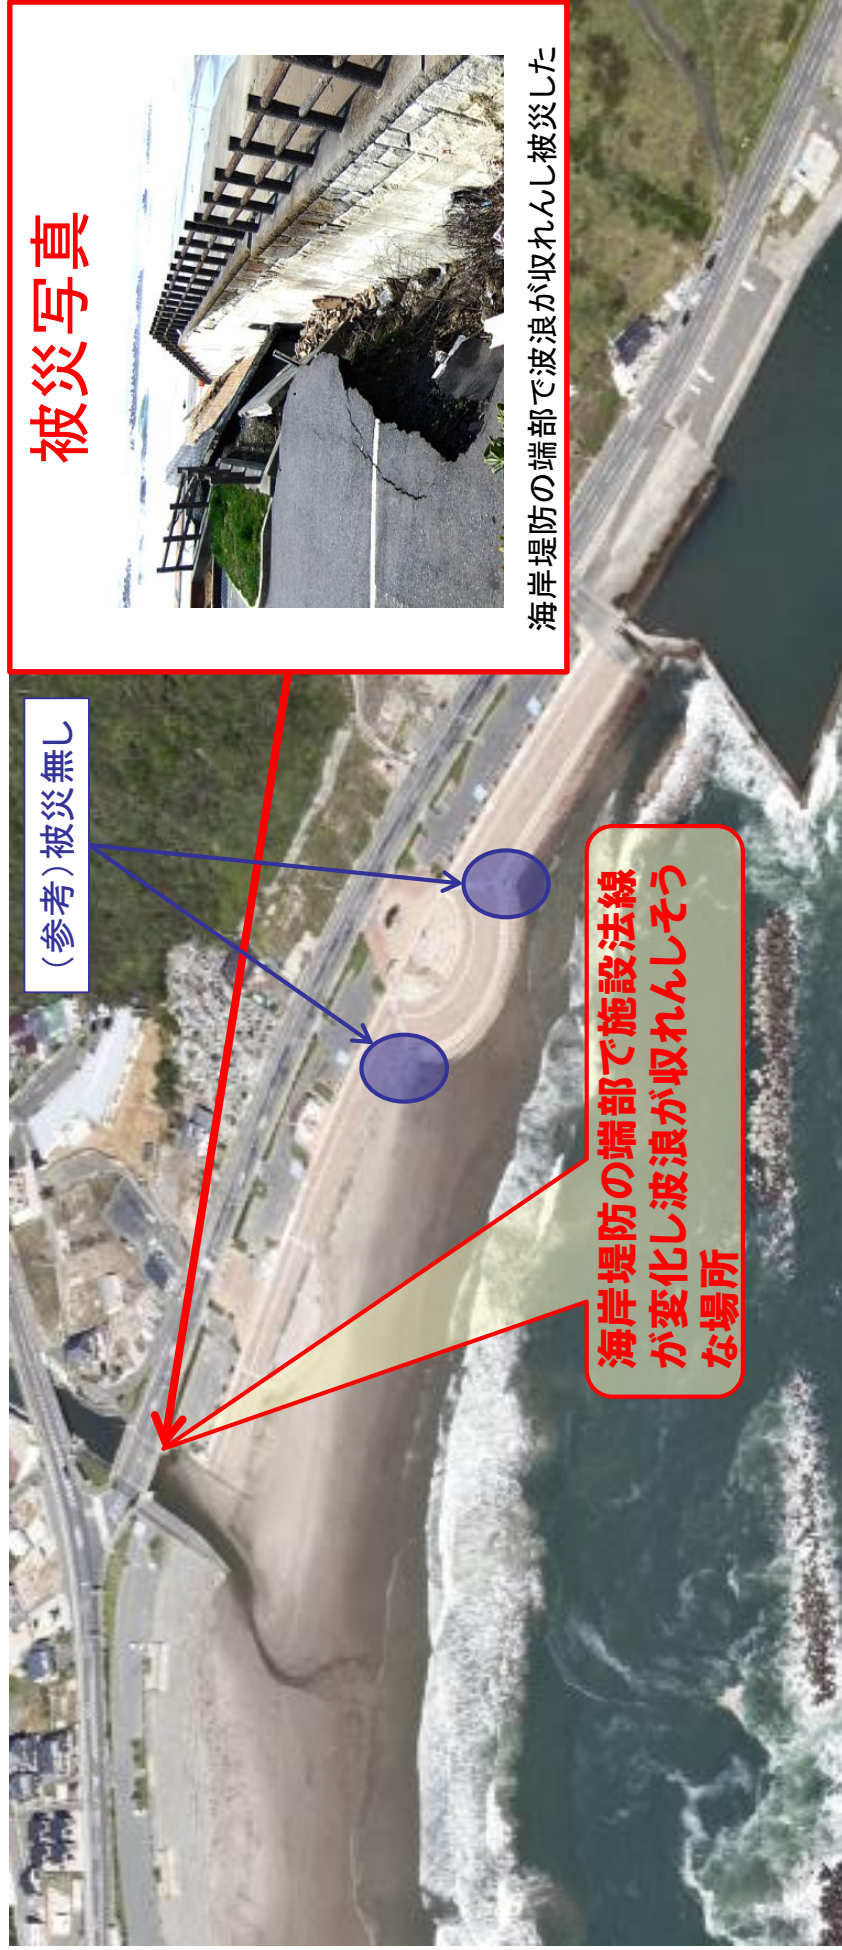 被災写真
海岸堤防の端部で波浪が収れんし被災した
(参考)被災無し
海岸堤防の端部で施設法線
が変化し波浪が収れんしそう
な場所